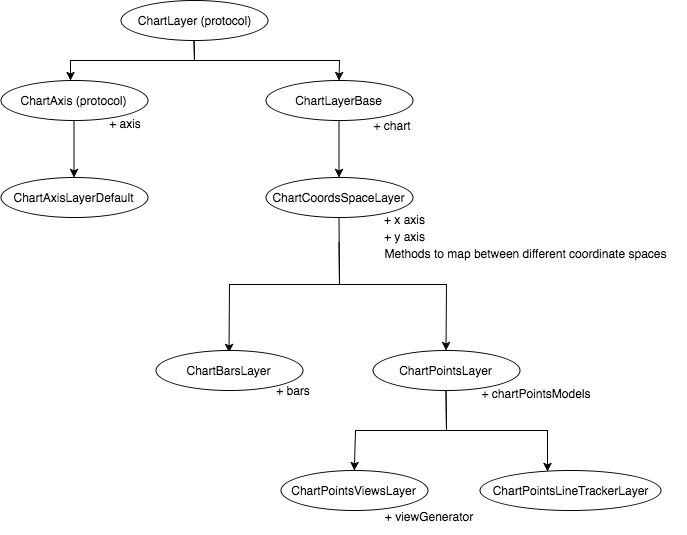 ChartLayer (protocol)
ChartAxis (protocol)
+ axis
ChartLayerBase
+ chart
ChartAxisLayerDefault
ChartCoordsSpaceLayer
+ x axis
+ y axis
Methods to map between different coordinate spaces
ChartBarsLayer
+ bars
ChartPointsLayer
+ chartPointsModels
ChartPointsViewsLayer
+ viewGenerator
ChartPointsLineTrackerLayer